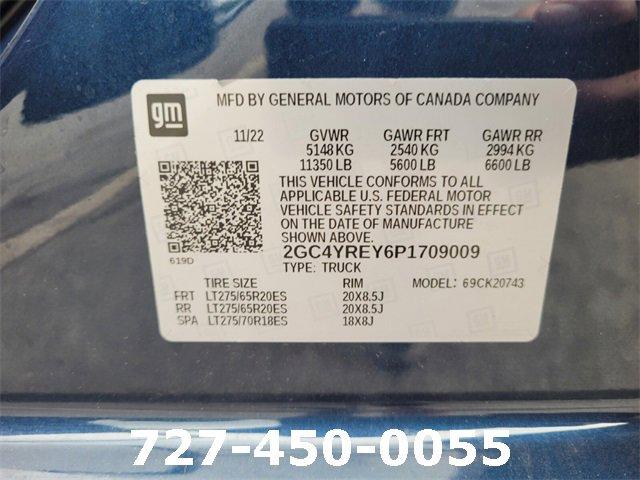 gm MFD BY GENERAL MOTORS OF CANADA COMPANY
11/22 GVWR GAWR FRT GAWR RR
5148 KG 2540 KG 2994 KG
11350 LB 5600 LB 6600 LB
THIS VEHICLE CONFORMS TO ALL
APPLICABLE U.S. FEDERAL MOTOR
VEHICLE SAFETY STANDARDS IN EFFECT
ON THE DATE OF MANUFACTURE
SHOWN ABOVE.
619D 2GC4YREY6P1709009
TYPE: TRUCK
TIRE SIZE RIM MODEL: 69CK20743
FRT LT275/65R20ES 20X8.5J
RR LT275/65R20ES 20X8.5J
SPA LT275/70R18ES 18X8J
727-450-0055